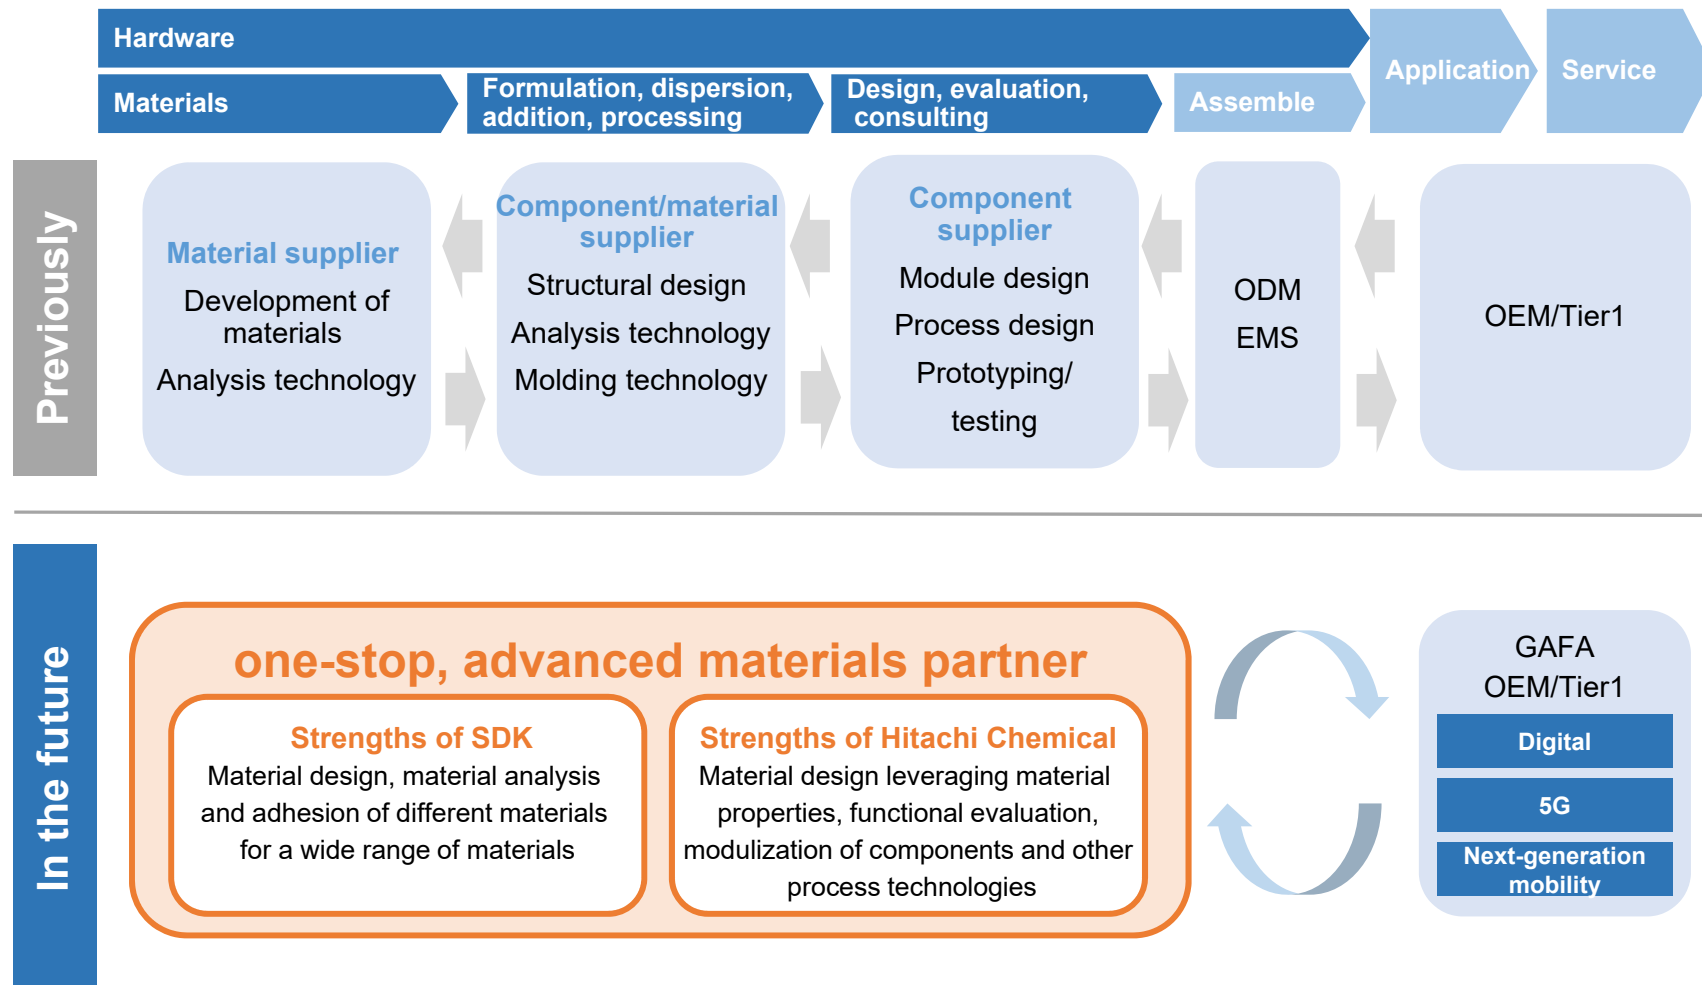 Hardware
Application
Service
Materials
Formulation, dispersion,
addition, processing
Design, evaluation,
consulting
Assemble
Previously
Material supplier
Development of
materials
Analysis technology
Component/material
supplier
Structural design
Analysis technology
Molding technology
Component
supplier
Module design
Process design
Prototyping/
testing
ODM
EMS
OEM/Tier1
In the future
one-stop, advanced materials partner
Strengths of SDK
Material design, material analysis
and adhesion of different materials
for a wide range of materials
Strengths of Hitachi Chemical
Material design leveraging material
properties, functional evaluation,
modulization of components and other
process technologies
GAFA
OEM/Tier1
Digital
5G
Next-generation
mobility